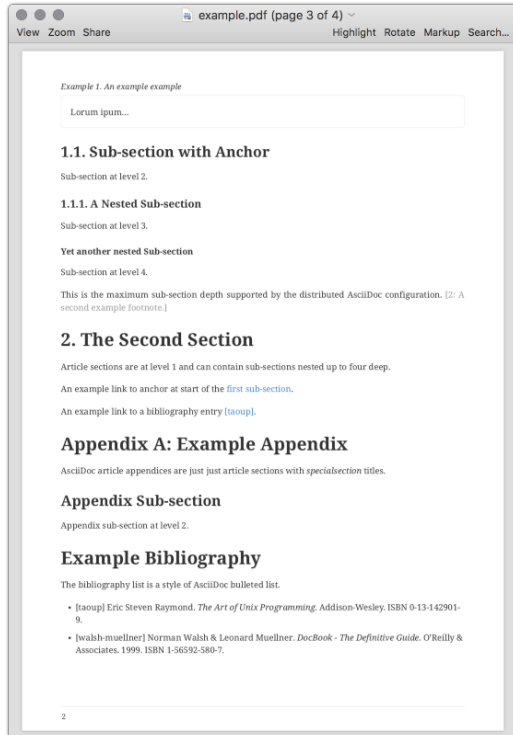 example.pdf (page 3 of 4)
View Zoom Share Highlight Rotate Markup Search...
Example 1. An example example
Lorum ipum...
1.1. Sub-section with Anchor
Sub-section at level 2.
1.1.1. A Nested Sub-section
Sub-section at level 3.
Yet another nested Sub-section
Sub-section at level 4.
This is the maximum sub-section depth supported by the distributed AsciiDoc configuration. [2: A
second example footnote.]
2. The Second Section
Article sections are at level 1 and can contain sub-sections nested up to four deep.
An example link to anchor at start of the first sub-section.
An example link to a bibliography entry [taoup].
Appendix A: Example Appendix
AsciiDoc article appendices are just just article sections with specialsection titles.
Appendix Sub-section
Appendix sub-section at level 2.
Example Bibliography
The bibliography list is a style of AsciiDoc bulleted list.
• [taoup] Eric Steven Raymond. The Art of Unix Programming. Addison-Wesley. ISBN 0-13-142901-
9.
• [walsh-muellner] Norman Walsh & Leonard Muellner. DocBook - The Definitive Guide. O'Reilly &
Associates. 1999. ISBN 1-56592-580-7.
2